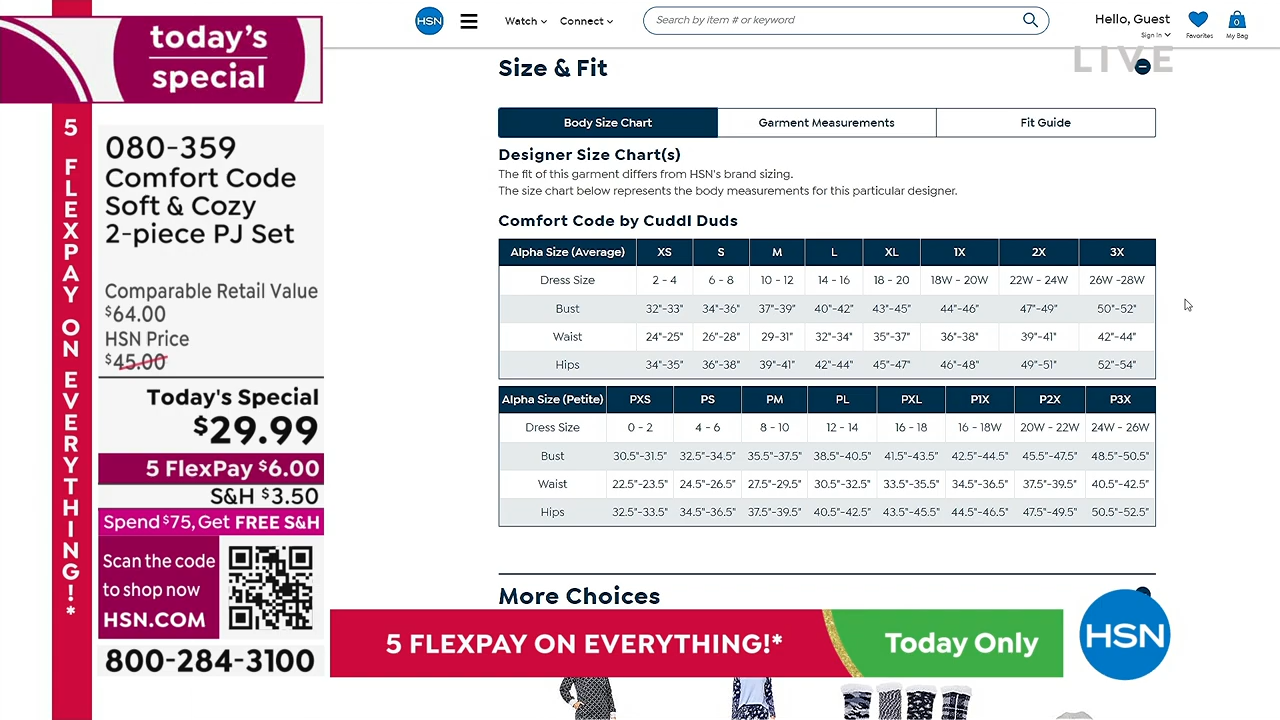 today's
special
5 FLEXPAY ON EVERYTHING!*
080-359
Comfort Code
Soft & Cozy
2-piece PJ Set
Comparable Retail Value
$64.00
HSN Price
$45.00
Today's Special
$29.99
5 FlexPay $6.00
S&H $3.50
Spend $75, Get FREE S&H
Scan the code
to shop now
HSN.COM
800-284-3100
HSN Watch Connect Search by item # or keyword Hello, Guest
Sign In Favorites 0 My Bag
LIVE
Size & Fit
Body Size Chart Garment Measurements Fit Guide
Designer Size Chart(s)
The fit of this garment differs from HSN's brand sizing.
The size chart below represents the body measurements for this particular designer.
Comfort Code by Cuddl Duds
Alpha Size (Average) XS S M L XL 1X 2X 3X
Dress Size 2 - 4 6 - 8 10 - 12 14 - 16 18 - 20 18W - 20W 22W - 24W 26W -28W
Bust 32"-33" 34"-36" 37"-39" 40"-42" 43"-45" 44"-46" 47"-49" 50"-52"
Waist 24"-25" 26"-28" 29-31" 32"-34" 35"-37" 36"-38" 39"-41" 42"-44"
Hips 34"-35" 36"-38" 39"-41" 42"-44" 45"-47" 46"-48" 49"-51" 52"-54"
Alpha Size (Petite) PXS PS PM PL PXL P1X P2X P3X
Dress Size 0 - 2 4 - 6 8 - 10 12 - 14 16 - 18 16 - 18W 20W - 22W 24W - 26W
Bust 30.5"-31.5" 32.5"-34.5" 35.5"-37.5" 38.5"-40.5" 41.5"-43.5" 42.5"-44.5" 45.5"-47.5" 48.5"-50.5"
Waist 22.5"-23.5" 24.5"-26.5" 27.5"-29.5" 30.5"-32.5" 33.5"-35.5" 34.5"-36.5" 37.5"-39.5" 40.5"-42.5"
Hips 32.5"-33.5" 34.5"-36.5" 37.5"-39.5" 40.5"-42.5" 43.5"-45.5" 44.5"-46.5" 47.5"-49.5" 50.5"-52.5"
More Choices
5 FLEXPAY ON EVERYTHING!* Today Only HSN